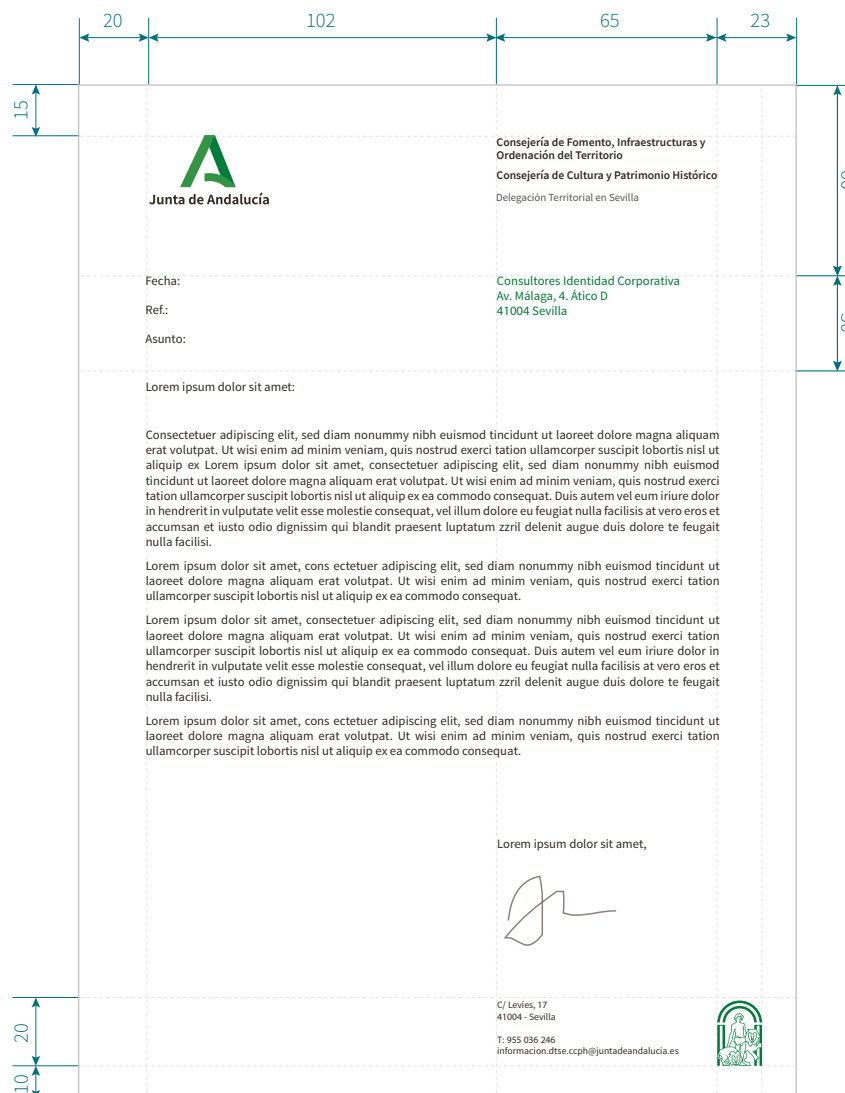 20 102 65 23
15
Consejería de Fomento, Infraestructuras y
Ordenación del Territorio
Consejería de Cultura y Patrimonio Histórico
Delegación Territorial en Sevilla
Junta de Andalucía
Fecha:
Ref.:
Asunto:
Consultores Identidad Corporativa
Av. Málaga, 4. Ático D
41004 Sevilla
Lorem ipsum dolor sit amet:
Consectetuer adipiscing elit, sed diam nonummy nibh euismod tincidunt ut laoreet dolore magna aliquam
erat volutpat. Ut wisi enim ad minim veniam, quis nostrud exerci tation ullamcorper suscipit lobortis nisl ut
aliquip ex Lorem ipsum dolor sit amet, consectetuer adipiscing elit, sed diam nonummy nibh euismod
tincidunt ut laoreet dolore magna aliquam erat volutpat. Ut wisi enim ad minim veniam, quis nostrud exerci
tation ullamcorper suscipit lobortis nisl ut aliquip ex ea commodo consequat. Duis autem vel eum iriure dolor
in hendrerit in vulputate velit esse molestie consequat, vel illum dolore eu feugiat nulla facilisis at vero eros et
accumsan et iusto odio dignissim qui blandit praesent luptatum zzril delenit augue duis dolore te feugait
nulla facilisi.
Lorem ipsum dolor sit amet, cons ectetuer adipiscing elit, sed diam nonummy nibh euismod tincidunt ut
laoreet dolore magna aliquam erat volutpat. Ut wisi enim ad minim veniam, quis nostrud exerci tation
ullamcorper suscipit lobortis nisl ut aliquip ex ea commodo consequat.
Lorem ipsum dolor sit amet, consectetuer adipiscing elit, sed diam nonummy nibh euismod tincidunt ut
laoreet dolore magna aliquam erat volutpat. Ut wisi enim ad minim veniam, quis nostrud exerci tation
ullamcorper suscipit lobortis nisl ut aliquip ex ea commodo consequat. Duis autem vel eum iriure dolor in
hendrerit in vulputate velit esse molestie consequat, vel illum dolore eu feugiat nulla facilisis at vero eros et
accumsan et iusto odio dignissim qui blandit praesent luptatum zzril delenit augue duis dolore te feugait
nulla facilisi.
Lorem ipsum dolor sit amet, cons ectetuer adipiscing elit, sed diam nonummy nibh euismod tincidunt ut
laoreet dolore magna aliquam erat volutpat. Ut wisi enim ad minim veniam, quis nostrud exerci tation
ullamcorper suscipit lobortis nisl ut aliquip ex ea commodo consequat.
Lorem ipsum dolor sit amet,
C/ Levies, 17
41004 - Sevilla
T: 955 036 246
informacion.dtse.ccph@juntadeandalucia.es
20
10